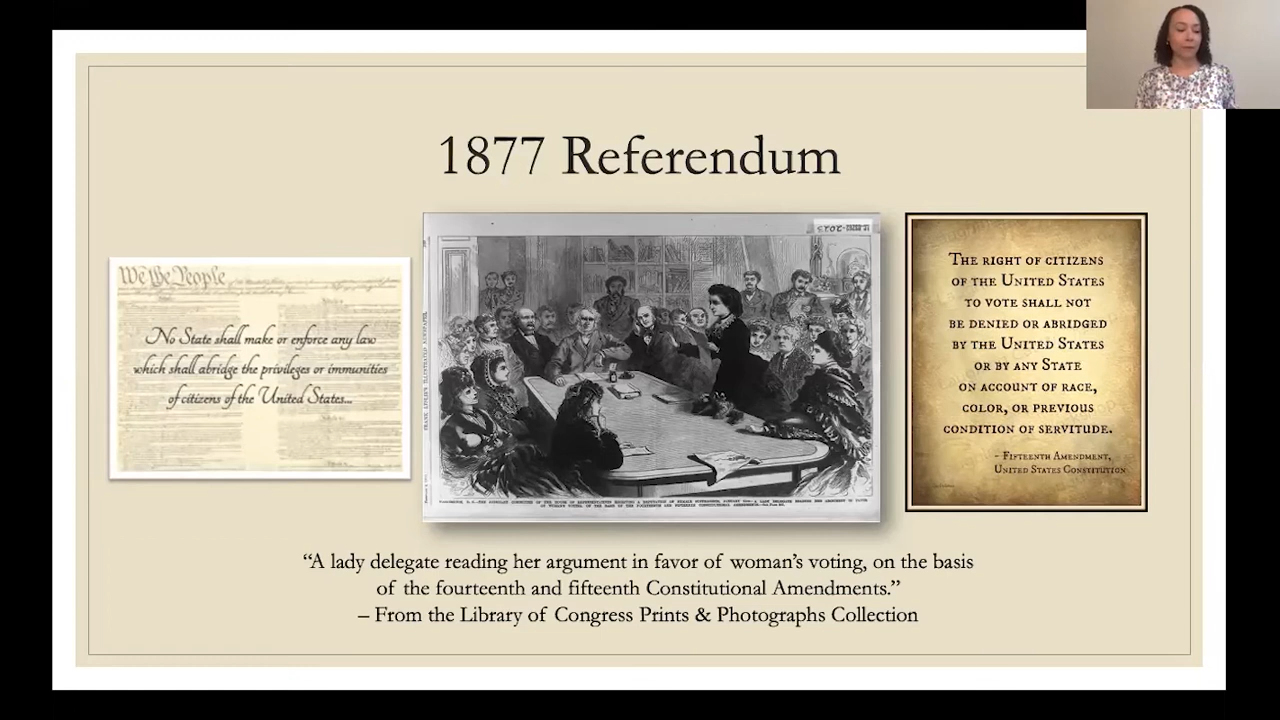 1877 Referendum
We the People
No State shall make or enforce any law
which shall abridge the privileges or immunities
of citizens of the United States...
FRANK LESLIE'S ILLUSTRATED NEWSPAPER.
THE RIGHT OF CITIZENS
OF THE UNITED STATES
TO VOTE SHALL NOT
BE DENIED OR ABRIDGED
BY THE UNITED STATES
OR BY ANY STATE
ON ACCOUNT OF RACE,
COLOR, OR PREVIOUS
CONDITION OF SERVITUDE.
- FIFTEENTH AMENDMENT,
UNITED STATES CONSTITUTION
“A lady delegate reading her argument in favor of woman’s voting, on the basis
of the fourteenth and fifteenth Constitutional Amendments.”
– From the Library of Congress Prints & Photographs Collection